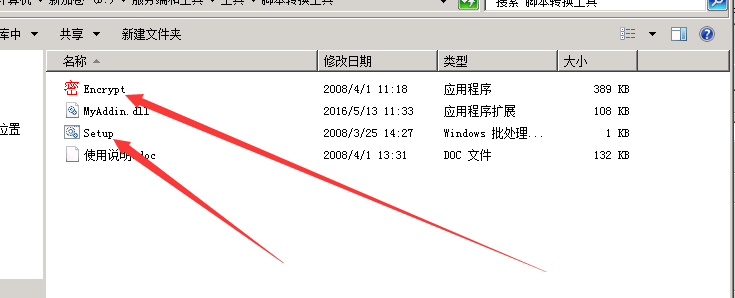 新加卷
服务端和工具
工具
脚本转换工具
搜索 脚本转换工具
库中 共享 新建文件夹
名称 修改日期 类型 大小
Encrypt 2008/4/1 11:18 应用程序 389 KB
MyAddin.dll 2016/5/13 11:33 应用程序扩展 108 KB
位置
Setup 2008/3/25 14:27 Windows 批处理... 1 KB
使用说明.doc 2008/4/1 13:31 DOC 文件 132 KB
密